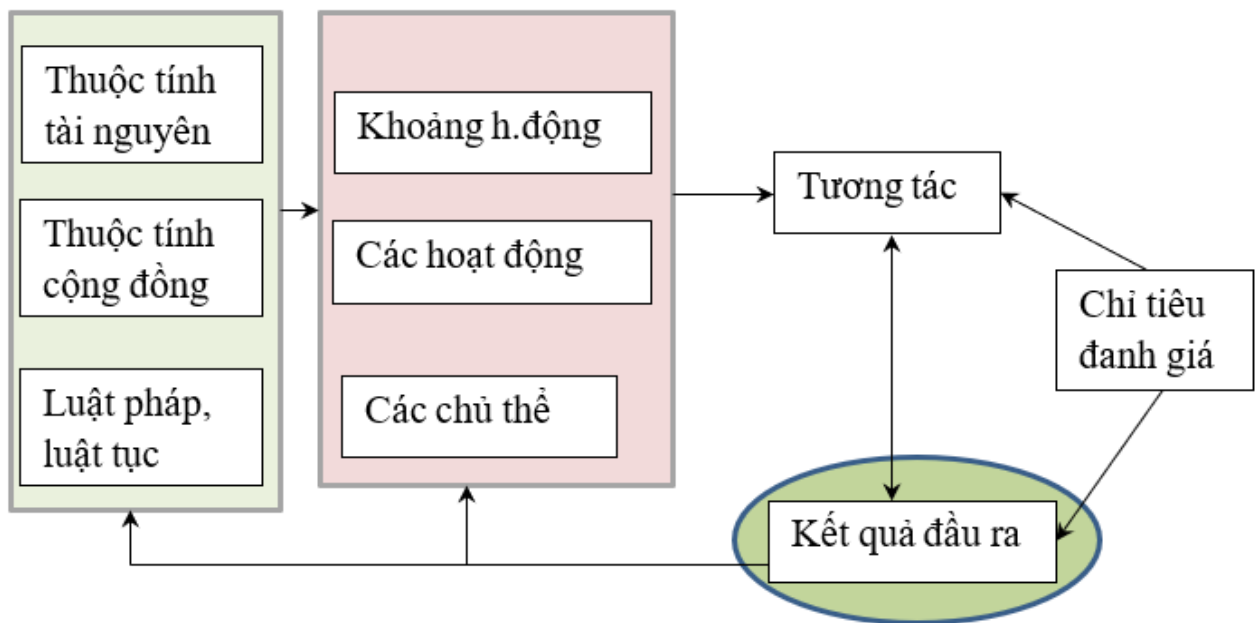 Thuộc tính
tài nguyên
Thuộc tính
cộng đồng
Luật pháp,
luật tục
Khoảng h.động
Các hoạt động
Các chủ thể
Tương tác
Chỉ tiêu
đanh giá
Kết quả đầu ra